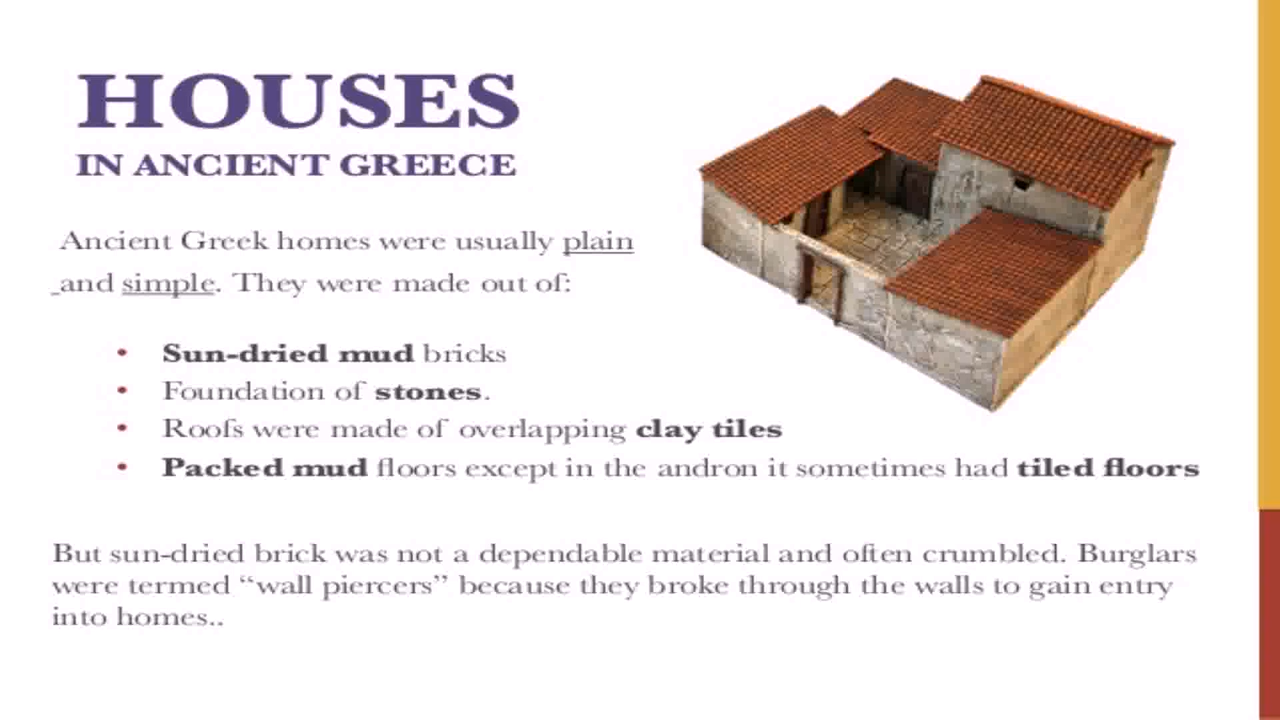 HOUSES
IN ANCIENT GREECE
Ancient Greek homes were usually plain
and simple. They were made out of:
• Sun-dried mud bricks
• Foundation of stones.
• Roofs were made of overlapping clay tiles
• Packed mud floors except in the andron it sometimes had tiled floors
But sun-dried brick was not a dependable material and often crumbled. Burglars
were termed “wall piercers” because they broke through the walls to gain entry
into homes..